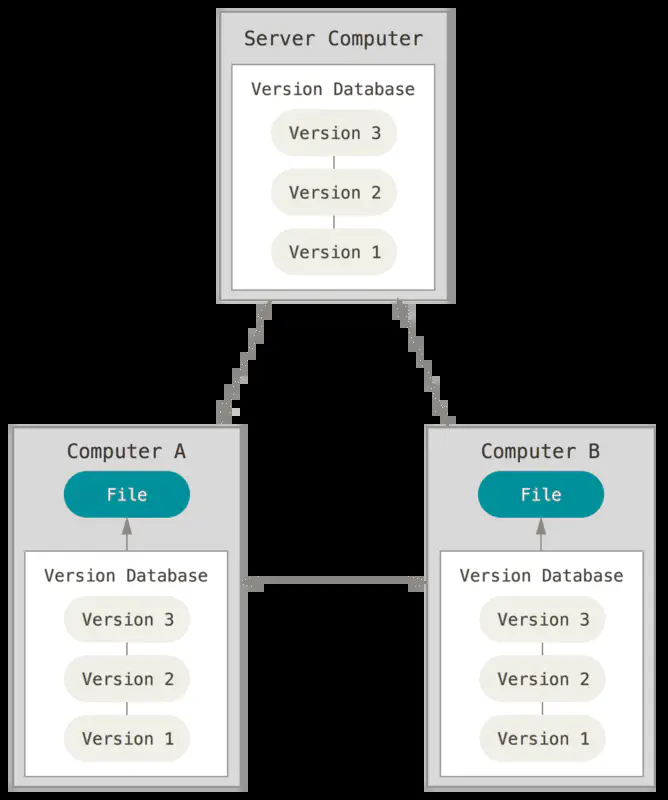 Server Computer
Version Database
Version 3
Version 2
Version 1
Computer A
File
Version Database
Version 3
Version 2
Version 1
Computer B
File
Version Database
Version 3
Version 2
Version 1